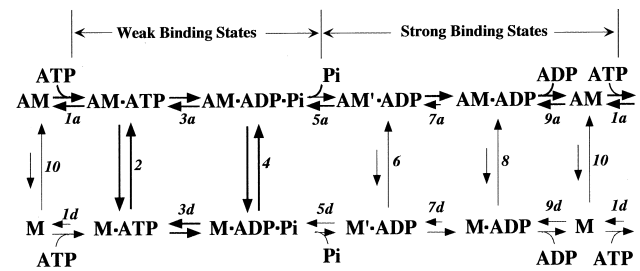 Weak Binding States Strong Binding States
ATP Pi ADP ATP
AM AM·ATP AM·ADP·Pi AM'·ADP AM·ADP AM
1a 3a 5a 7a 9a 1a
10 2 4 6 8 10
1d 3d 5d 7d 9d 1d
M M·ATP M·ADP·Pi M'·ADP M·ADP M
ATP Pi ADP ATP